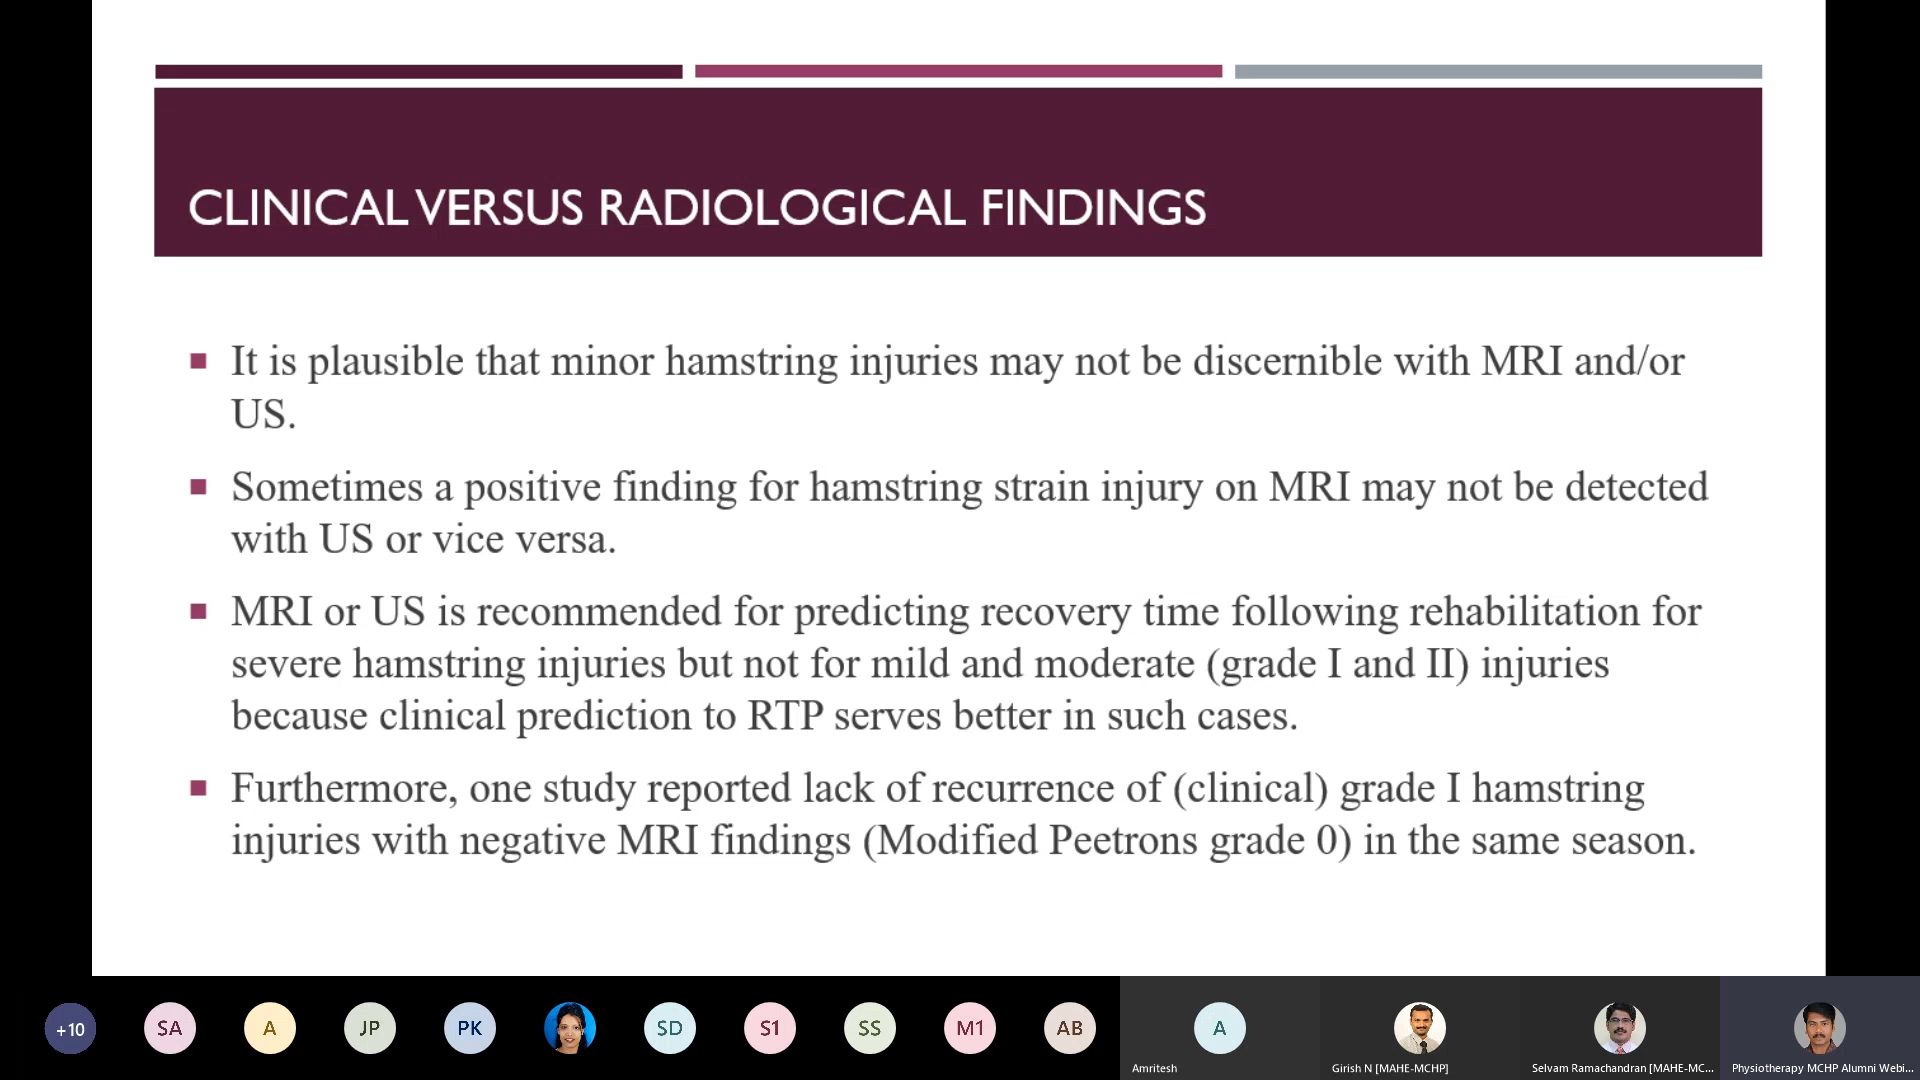 CLINICAL VERSUS RADIOLOGICAL FINDINGS
It is plausible that minor hamstring injuries may not be discernible with MRI and/or
US.
Sometimes a positive finding for hamstring strain injury on MRI may not be detected
with US or vice versa.
MRI or US is recommended for predicting recovery time following rehabilitation for
severe hamstring injuries but not for mild and moderate (grade I and II) injuries
because clinical prediction to RTP serves better in such cases.
Furthermore, one study reported lack of recurrence of (clinical) grade I hamstring
injuries with negative MRI findings (Modified Peetrons grade 0) in the same season.
+10 SA A JP PK SD S1 SS M1 AB A
Amritesh Girish N [MAHE-MCHP] Selvam Ramachandran [MAHE-MC... Physiotherapy MCHP Alumni Webi...